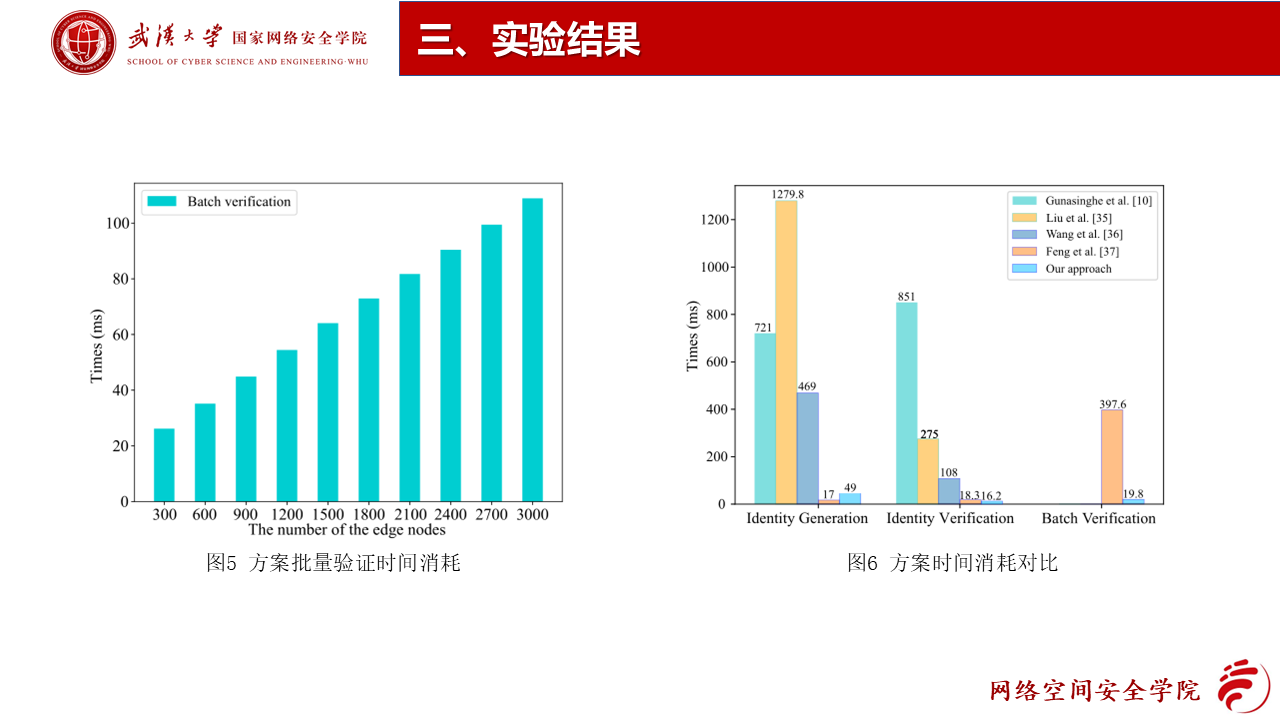 武汉大学 国家网络安全学院
SCHOOL OF CYBER SCIENCE AND ENGINEERING·WHU
三、实验结果
Batch verification
Times (ms)
100
80
60
40
20
0
300 600 900 1200 1500 1800 2100 2400 2700 3000
The number of the edge nodes
图5 方案批量验证时间消耗
Gunasinghe et al. [10]
Liu et al. [35]
Wang et al. [36]
Feng et al. [37]
Our approach
Times (ms)
1200
1000
800
600
400
200
0
721
1279.8
469
17
49
851
275
108
18.3
16.2
397.6
19.8
Identity Generation Identity Verification Batch Verification
图6 方案时间消耗对比
网络空间安全学院